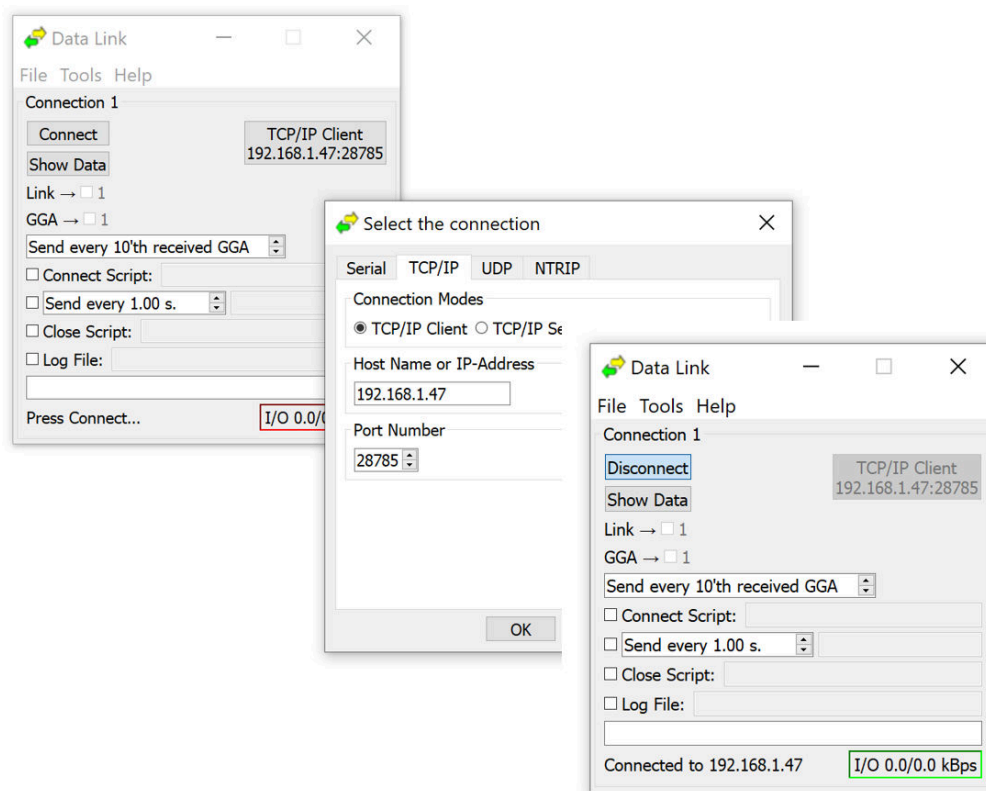 Data Link
File Tools Help
Connection 1
Connect
TCP/IP Client
192.168.1.47:28785
Show Data
Link → 1
GGA → 1
Send every 10'th received GGA
Connect Script:
Send every 1.00 s.
Close Script:
Log File:
Press Connect...
I/O 0.0/
Select the connection
Serial TCP/IP UDP NTRIP
Connection Modes
TCP/IP Client TCP/IP Se
Host Name or IP-Address
192.168.1.47
Port Number
28785
OK
Data Link
File Tools Help
Connection 1
Disconnect
TCP/IP Client
192.168.1.47:28785
Show Data
Link → 1
GGA → 1
Send every 10'th received GGA
Connect Script:
Send every 1.00 s.
Close Script:
Log File:
Connected to 192.168.1.47
I/O 0.0/0.0 kBps